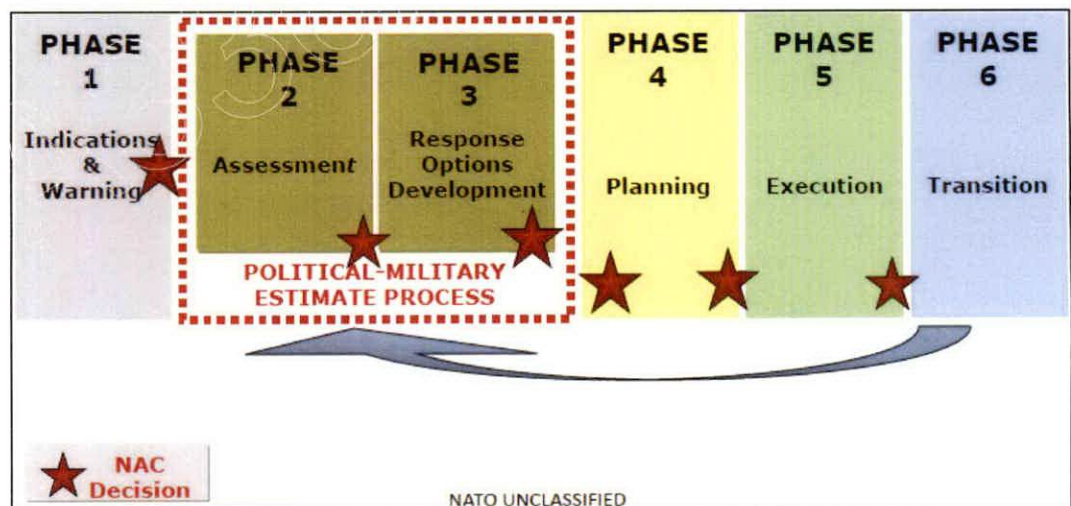 PHASE
1
Indications
&
Warning
PHASE
2
Assessment
PHASE
3
Response
Options
Development
POLITICAL-MILITARY
ESTIMATE PROCESS
PHASE
4
Planning
PHASE
5
Execution
PHASE
6
Transition
NAC
Decision
NATO UNCLASSIFIED